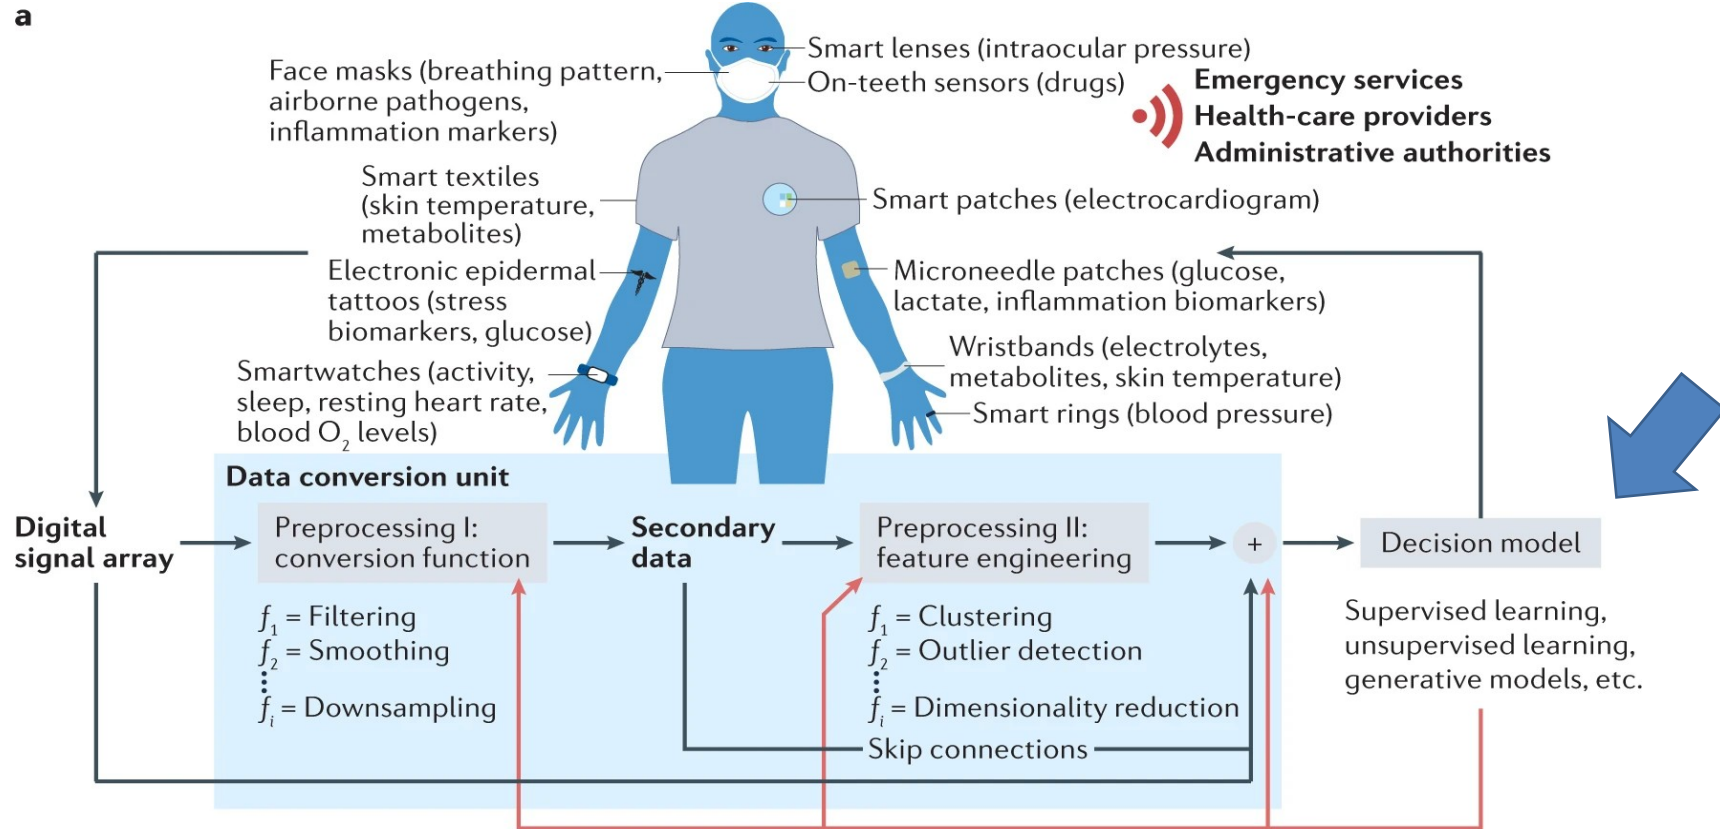 a
Smart lenses (intraocular pressure)
On-teeth sensors (drugs)
Face masks (breathing pattern,
airborne pathogens,
inflammation markers)
Emergency services
Health-care providers
Administrative authorities
Smart textiles
(skin temperature,
metabolites)
Smart patches (electrocardiogram)
Electronic epidermal
tattoos (stress
biomarkers, glucose)
Microneedle patches (glucose,
lactate, inflammation biomarkers)
Smartwatches (activity,
sleep, resting heart rate,
blood O₂ levels)
Wristbands (electrolytes,
metabolites, skin temperature)
Smart rings (blood pressure)
Data conversion unit
Digital
signal array
Preprocessing I:
conversion function
Secondary
data
Preprocessing II:
feature engineering
+
Decision model
f₁ = Filtering
f₂ = Smoothing
fᵢ = Downsampling
f₁ = Clustering
f₂ = Outlier detection
fᵢ = Dimensionality reduction
Skip connections
Supervised learning,
unsupervised learning,
generative models, etc.